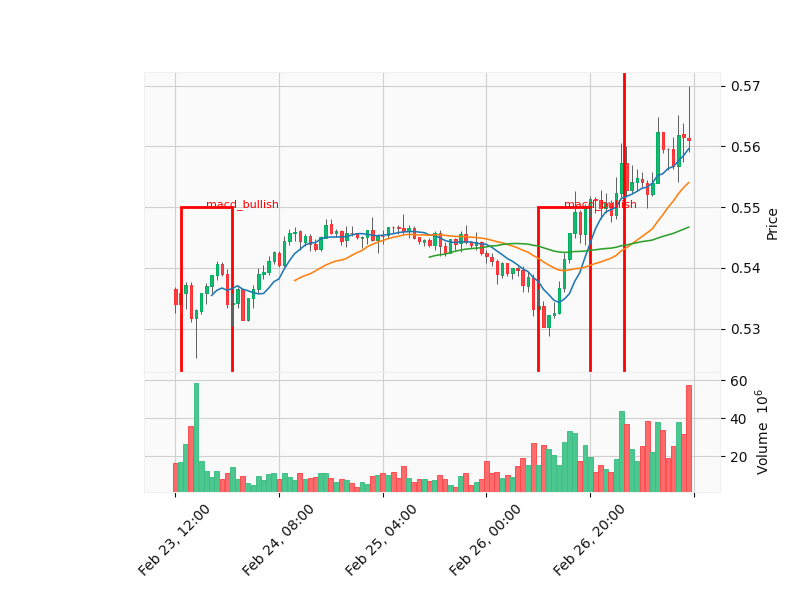 0.57
0.56
macd_bullish
macd_bullish
0.55
Price
0.54
0.53
60
40
20
Volume 10^6
Feb 23, 12:00
Feb 24, 08:00
Feb 25, 04:00
Feb 26, 00:00
Feb 26, 20:00